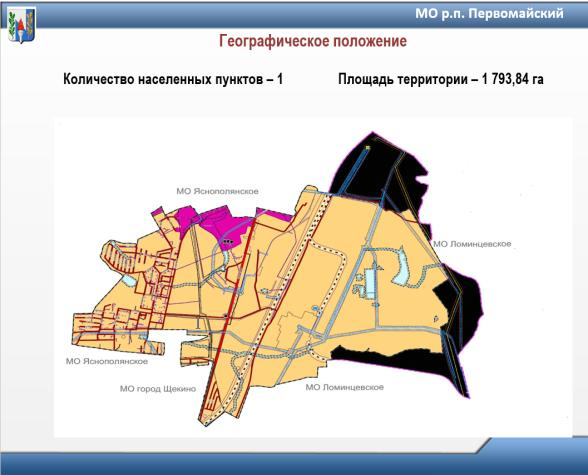 МО р.п. Первомайский
Географическое положение
Количество населенных пунктов – 1 Площадь территории – 1 793,84 га
МО Яснополянское
МО Ломинцевское
МО Яснополянское
МО город Щекино
МО Ломинцевское